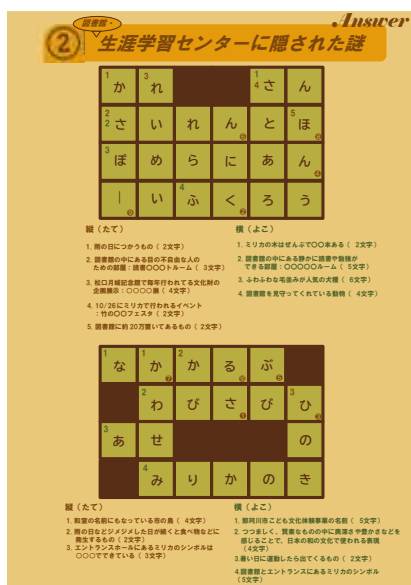 Answer
図書館・
② 生涯学習センターに隠された謎
1 か 3 れ 1 4 さ ん
2 2 さ い れ ん と 5 ほ
3 ぽ め ら に あ ん
ー い 4 ふ く ろ う
縦（たて）
1. 雨の日につかうもの（ 2文字）
2. 図書館の中にある目の不自由な人の
ための部屋：読書〇〇〇トルーム（ 3文字）
3. 松口月城記念館で毎年行われてる文化財の
企画展示：〇〇〇〇展（ 4文字）
4. 10/26にミリカで行われるイベント
：竹の〇〇フェスタ（ 2文字）
5. 図書館に約20万置いてあるもの（ 2文字）
横（よこ）
1. ミリカの木はぜんぶで〇〇本ある（ 2文字）
2. 図書館の中にある静かに読書や勉強が
できる部屋：〇〇〇〇〇ルーム（ 5文字）
3. ふわふわな毛並みが人気の犬種（ 6文字）
4. 図書館を見守ってくれている動物（ 4文字）
1 な 1 か 2 か る ぷ
2 わ び さ び 3 ひ
3 あ せ の
4 み り か の き
縦（たて）
1. 和室の名前にもなっている市の鳥（ 4文字）
2. 雨の日などジメジメした日が続くと食べ物などに
発生するもの（ 2文字）
3. エントランスホールにあるミリカのシンボルは
〇〇〇でできている（ 3文字）
横（よこ）
1. 那珂川市こども文化体験事業の名前（ 5文字）
2. つつましく、質素なものの中に奥深さや豊かさなどを
感じることで、日本の和の文化で使われる表現
（4文字）
3.暑い日に運動したら出てくるもの（ 2文字）
4.図書館とエントランスにあるミリカのシンボル
（5文字）